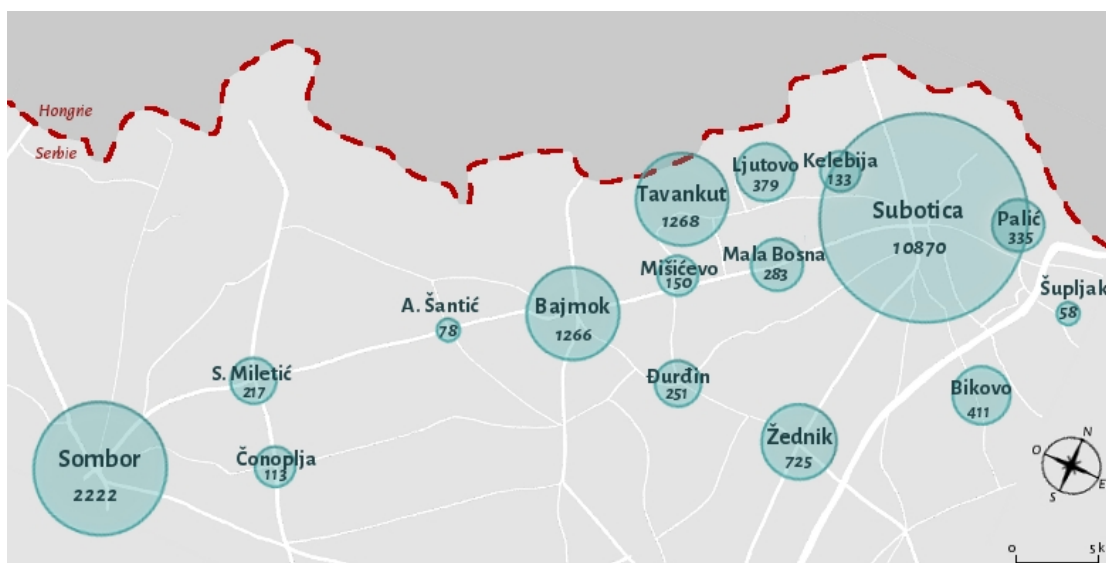 Hongrie
Serbie
Tavankut
1268
Ljutovo
379
Kelebija
133
Subotica
10870
Palić
335
Mišićevo
150
Mala Bosna
283
Šupljak
58
A. Šantić
78
Bajmok
1266
S. Miletić
217
Đurđin
251
Bikovo
411
Sombor
2222
Čonoplja
113
Žednik
725
N
O
E
S
0
5 k